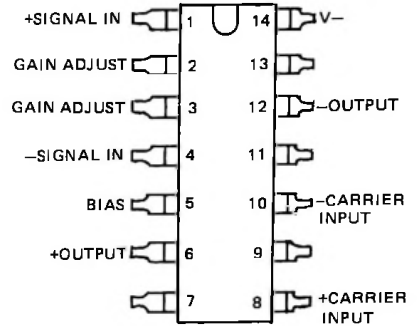 +SIGNAL IN 1 14 V−
GAIN ADJUST 2 13
GAIN ADJUST 3 12 −OUTPUT
−SIGNAL IN 4 11
BIAS 5 10 −CARRIER
INPUT
+OUTPUT 6 9
7 8 +CARRIER
INPUT